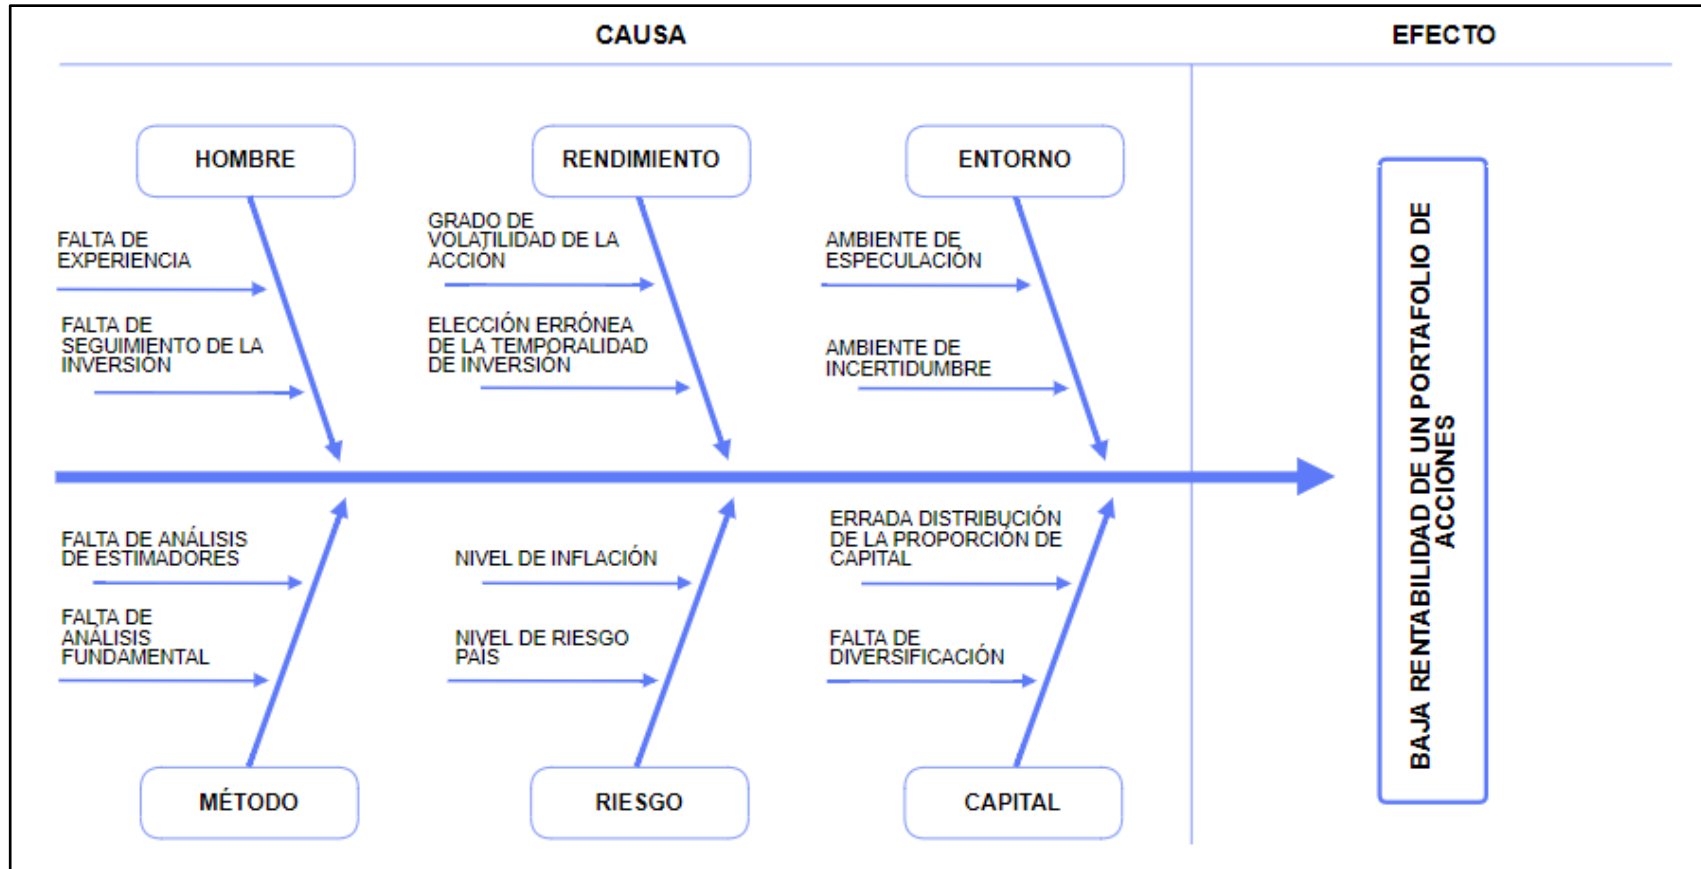 CAUSA
EFECTO
HOMBRE
RENDIMIENTO
ENTORNO
FALTA DE
EXPERIENCIA
GRADO DE
VOLATILIDAD DE LA
ACCIÓN
AMBIENTE DE
ESPECULACIÓN
FALTA DE
SEGUIMIENTO DE LA
INVERSIÓN
ELECCIÓN ERRÓNEA
DE LA TEMPORALIDAD
DE INVERSIÓN
AMBIENTE DE
INCERTIDUMBRE
BAJA RENTABILIDAD DE UN PORTAFOLIO DE
ACCIONES
FALTA DE ANÁLISIS
DE ESTIMADORES
NIVEL DE INFLACIÓN
ERRADA DISTRIBUCIÓN
DE LA PROPORCIÓN DE
CAPITAL
FALTA DE
ANÁLISIS
FUNDAMENTAL
NIVEL DE RIESGO
PAIS
FALTA DE
DIVERSIFICACIÓN
MÉTODO
RIESGO
CAPITAL